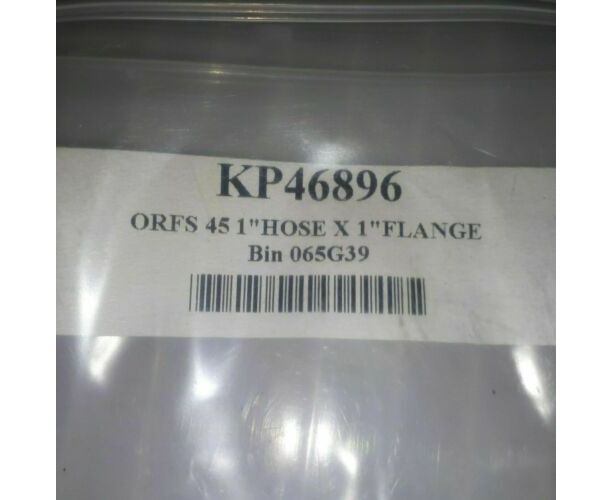 KP46896
ORFS 45 1"HOSE X 1"FLANGE
Bin 065G39